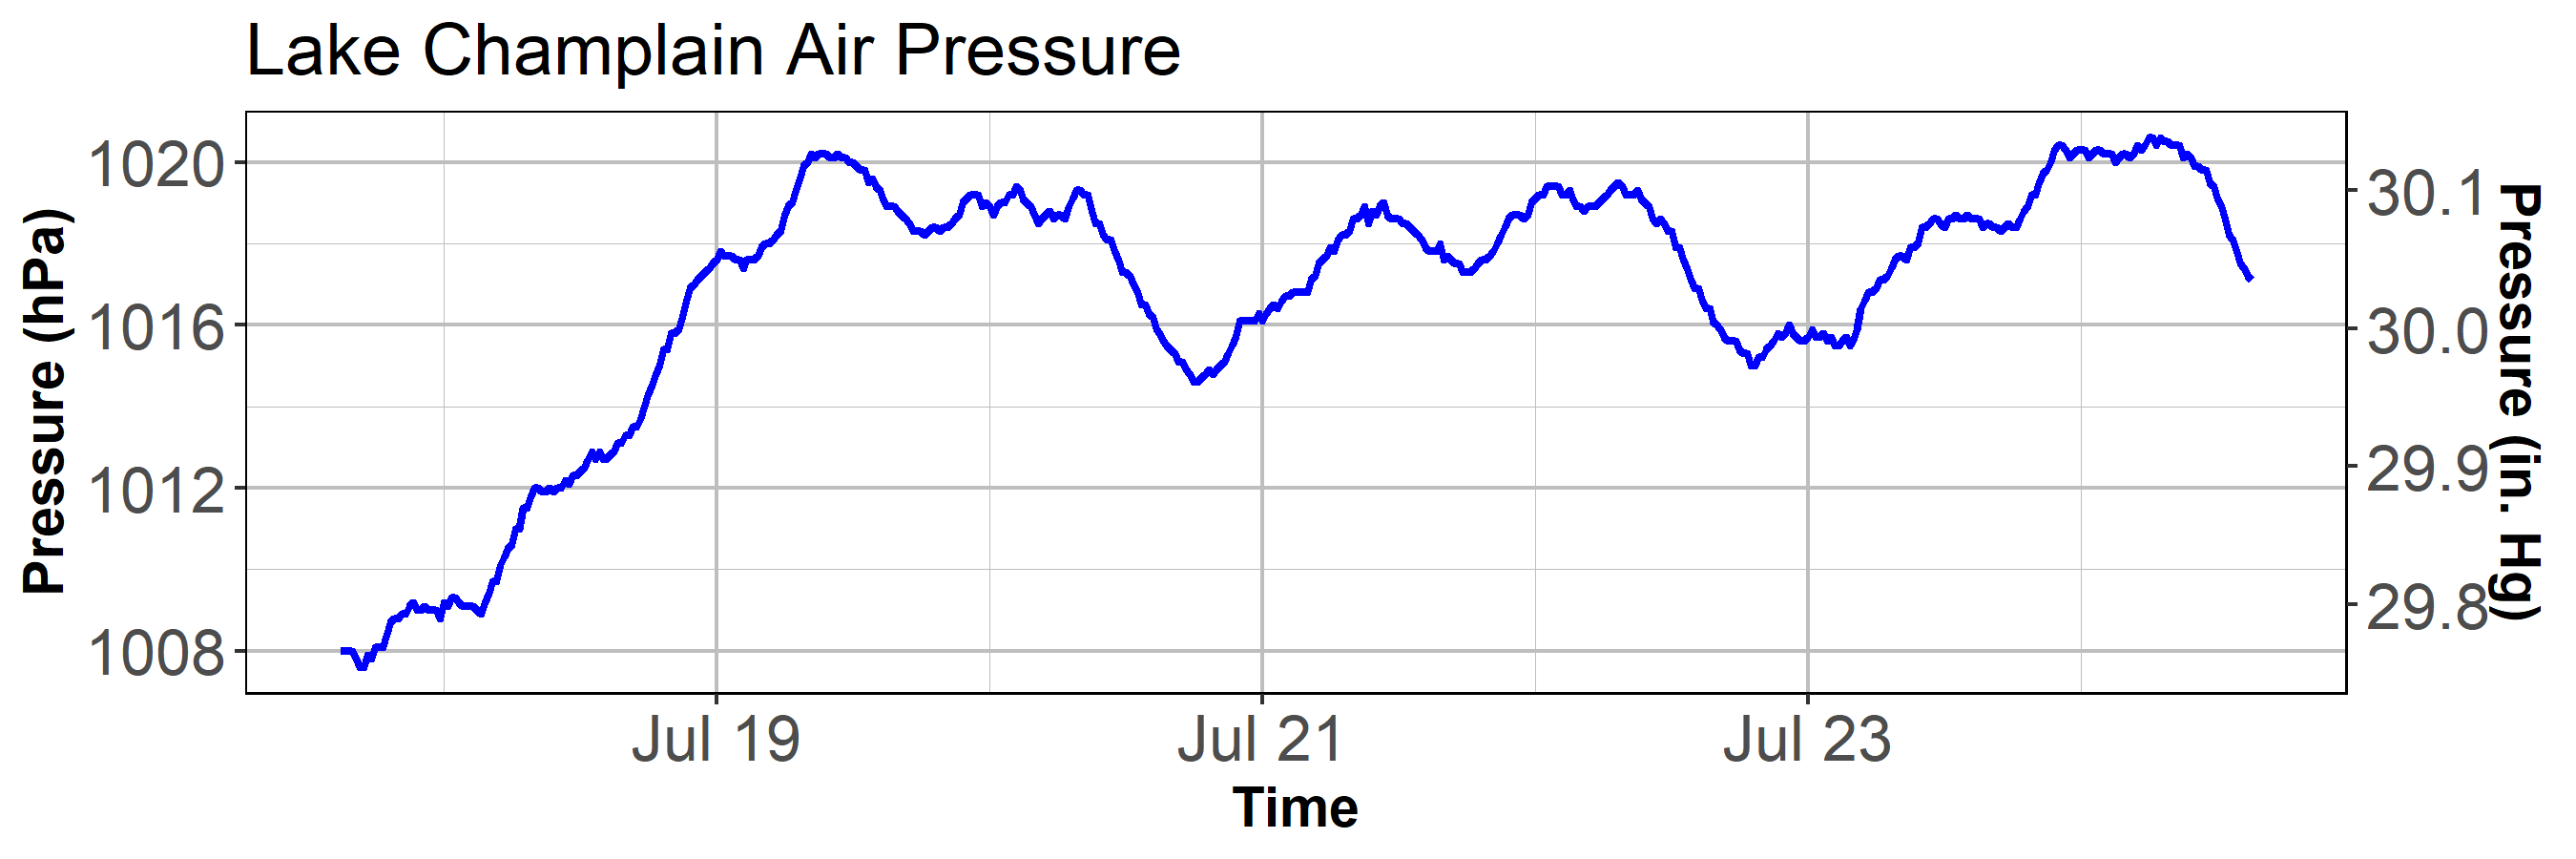 Lake Champlain Air Pressure
1020
1016
1012
1008
Pressure (hPa)
30.1
30.0
29.9
29.8
Pressure (in. Hg)
Jul 19
Jul 21
Jul 23
Time